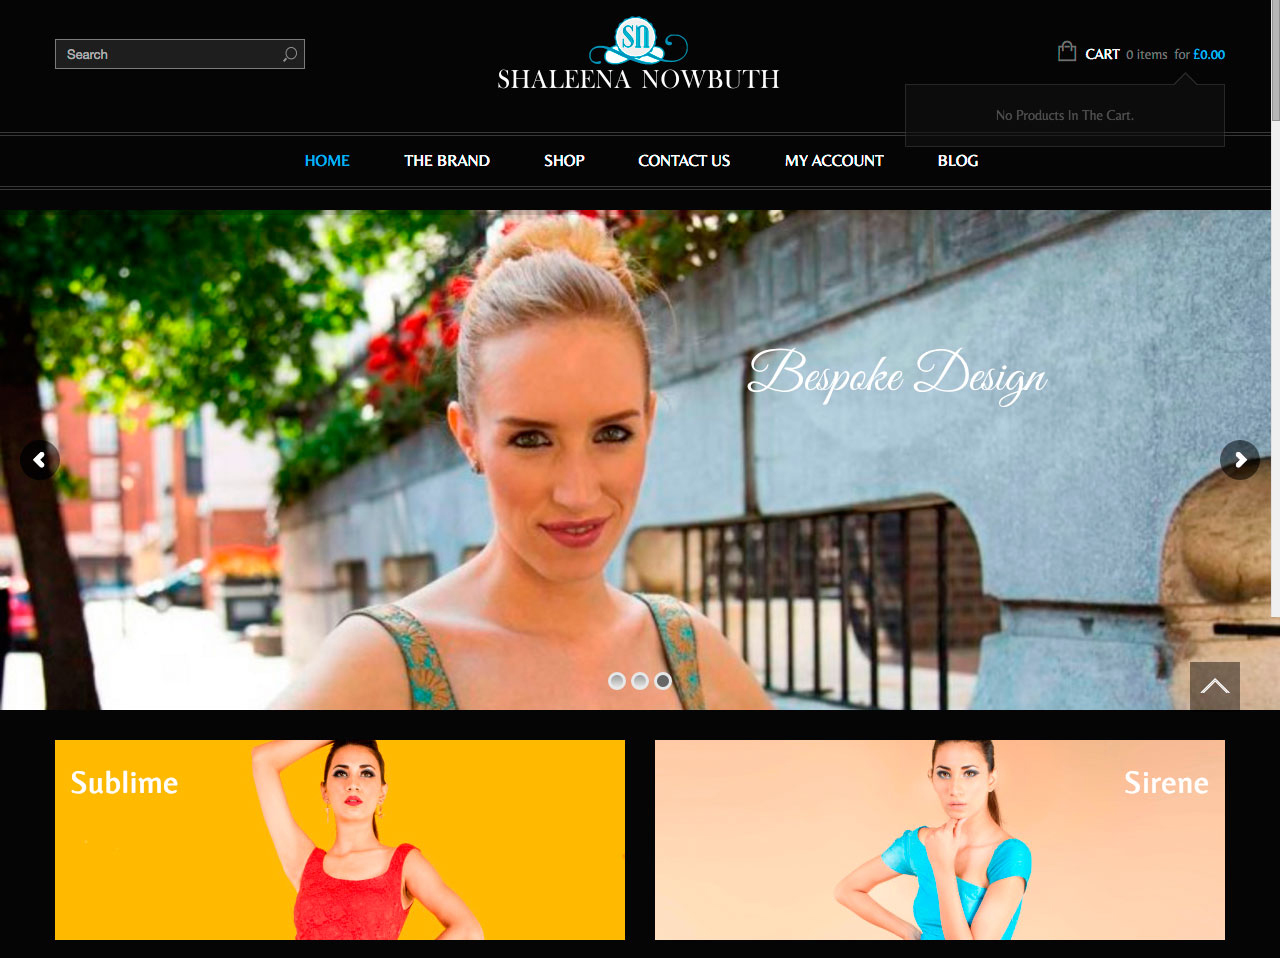 Search
SN
SHALEENA NOWBUTH
CART 0 items for £0.00
No Products In The Cart.
HOME THE BRAND SHOP CONTACT US MY ACCOUNT BLOG
Bespoke Design
Sublime
Sirene